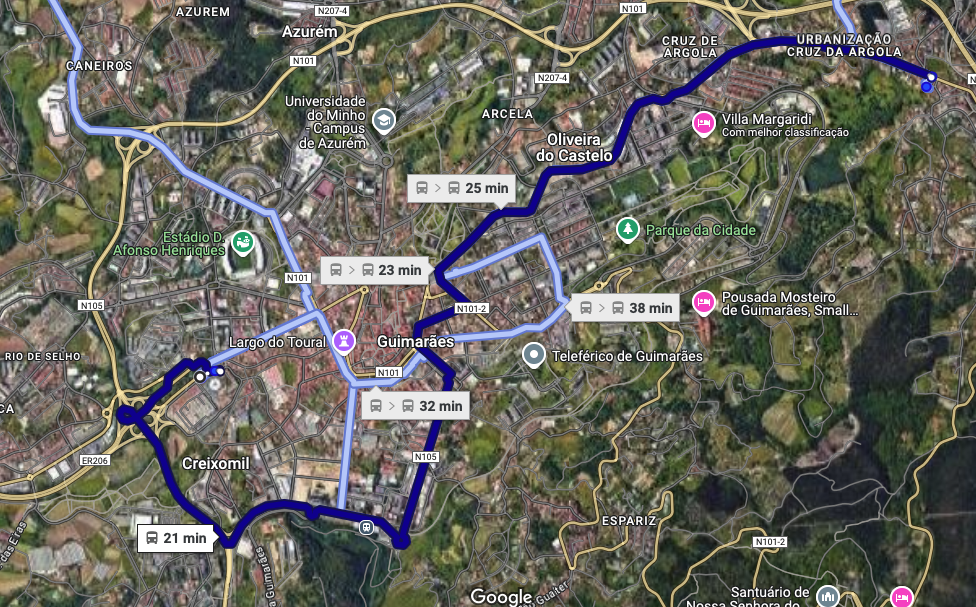 AZUREM
N207-4
N101
Azurém
CRUZ DE
ARGOLA
URBANIZAÇÃO
CRUZ DA ARGOLA
N101
CANEIROS
N207-4
Universidade
do Minho
- Campus
de Azurém
ARCELA
Villa Margaridi
Com melhor classificação
Oliveira
do Castelo
25 min
Estádio D.
Afonso Henriques
Parque da Cidade
23 min
N101
N105
N101-2
38 min
Pousada Mosteiro
de Guimarães, Small...
RIO DE SELHO
Largo do Toural
Guimarães
Teleférico de Guimarães
N101
32 min
CA
ER206
Creixomil
N105
21 min
ESPARIZ
N101-2
das Eiras
Guimarães
Google
Santuário de
Nossa Senhora do